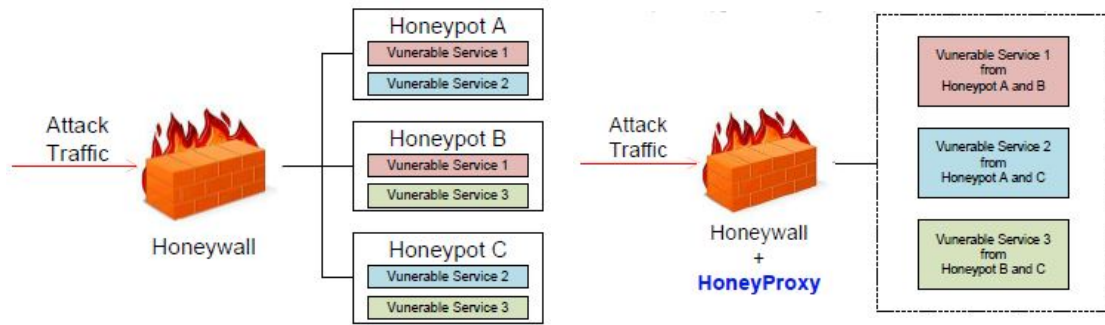 Honeypot A
Vunerable Service 1
Vunerable Service 2
Attack
Traffic
Honeywall
Honeypot B
Vunerable Service 1
Vunerable Service 3
Honeypot C
Vunerable Service 2
Vunerable Service 3
Attack
Traffic
Honeywall
+
HoneyProxy
Vunerable Service 1
from
Honeypot A and B
Vunerable Service 2
from
Honeypot A and C
Vunerable Service 3
from
Honeypot B and C